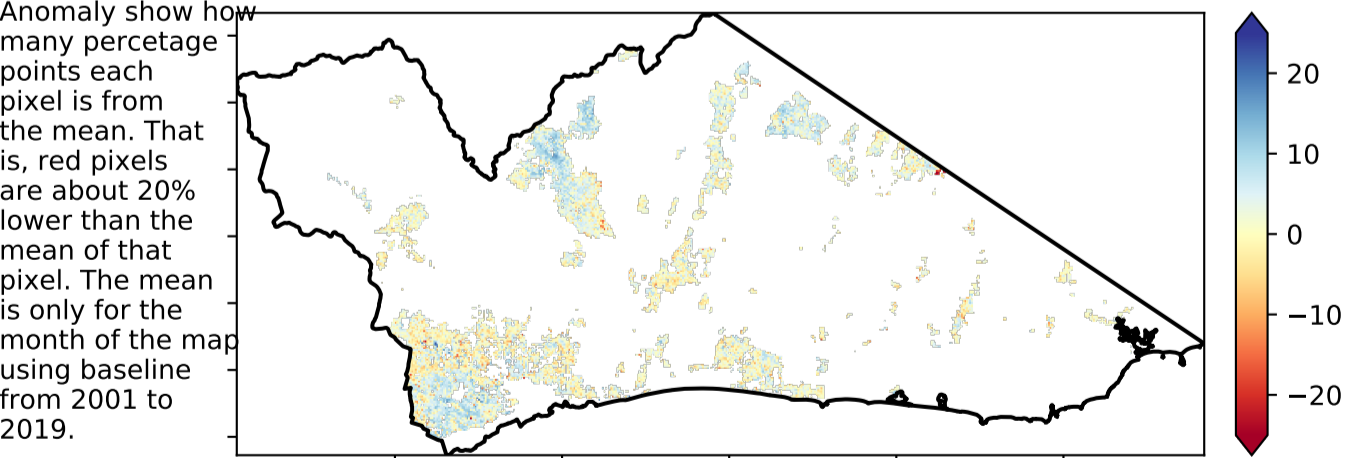 Anomaly show how
many percetage
points each
pixel is from
the mean. That
is, red pixels
are about 20%
lower than the
mean of that
pixel. The mean
is only for the
month of the map
using baseline
from 2001 to
2019.
20
10
0
−10
−20